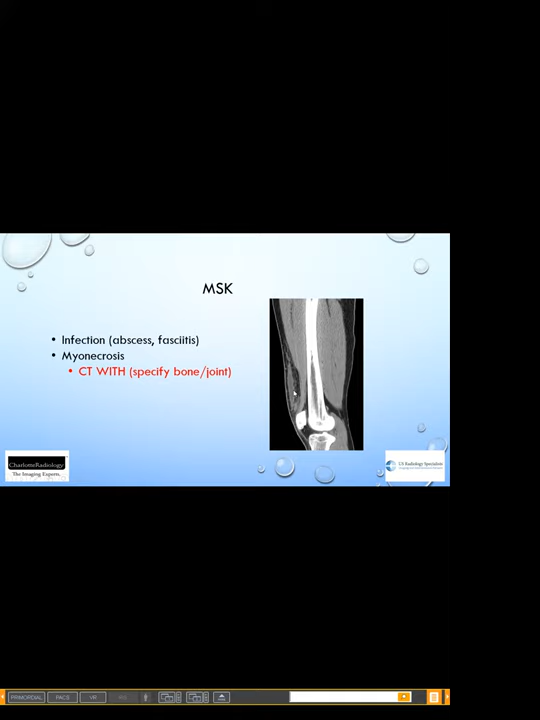 MSK
• Infection (abscess, fasciitis)
• Myonecrosis
• CT WITH (specify bone/joint)
CharlotteRadiology
The Imaging Experts.
US Radiology Specialists
PRIMORDIAL
PACS
VR